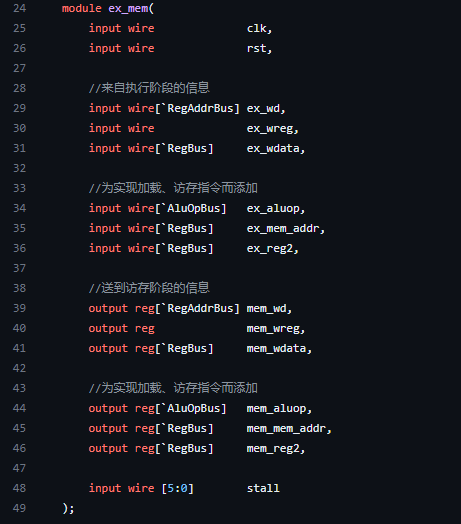 24 module ex_mem(
25 input wire clk,
26 input wire rst,
27
28 //来自执行阶段的信息
29 input wire[`RegAddrBus] ex_wd,
30 input wire ex_wreg,
31 input wire[`RegBus] ex_wdata,
32
33 //为实现加载、访存指令而添加
34 input wire[`AluOpBus] ex_aluop,
35 input wire[`RegBus] ex_mem_addr,
36 input wire[`RegBus] ex_reg2,
37
38 //送到访存阶段的信息
39 output reg[`RegAddrBus] mem_wd,
40 output reg mem_wreg,
41 output reg[`RegBus] mem_wdata,
42
43 //为实现加载、访存指令而添加
44 output reg[`AluOpBus] mem_aluop,
45 output reg[`RegBus] mem_mem_addr,
46 output reg[`RegBus] mem_reg2,
47
48 input wire [5:0] stall
49 );